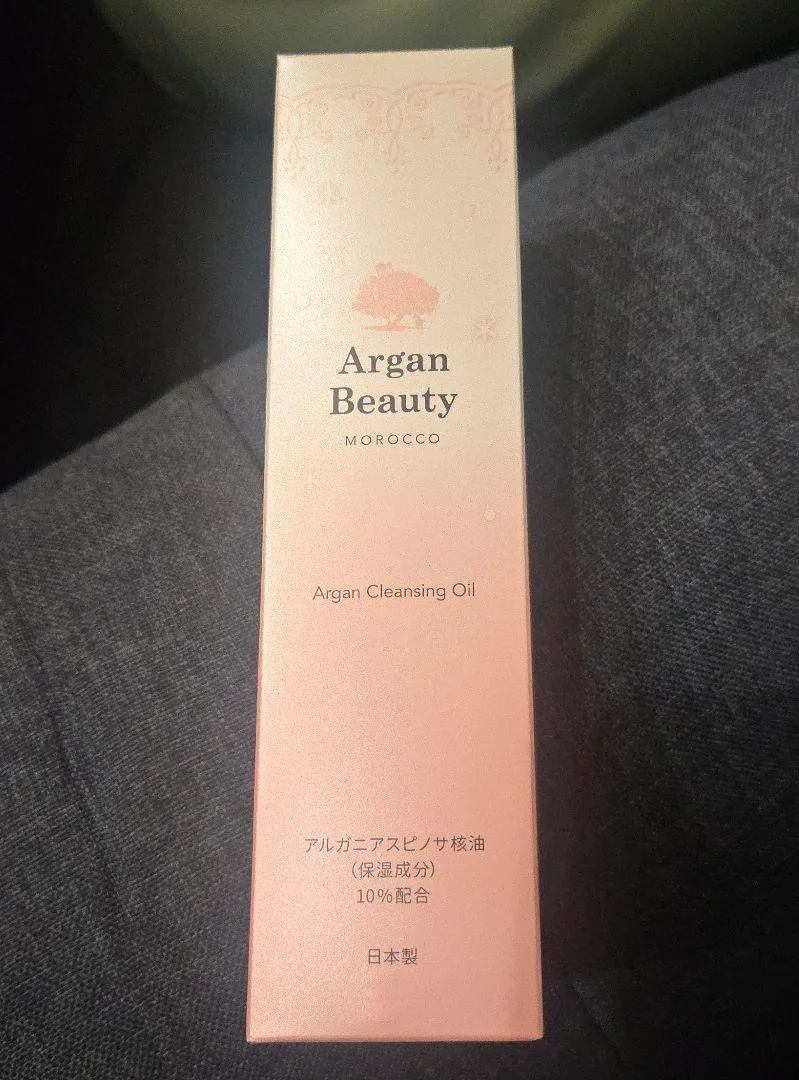 Argan
Beauty
MOROCCO
Argan Cleansing Oil
アルガニアスピノサ核油
(保湿成分)
10%配合
日本製